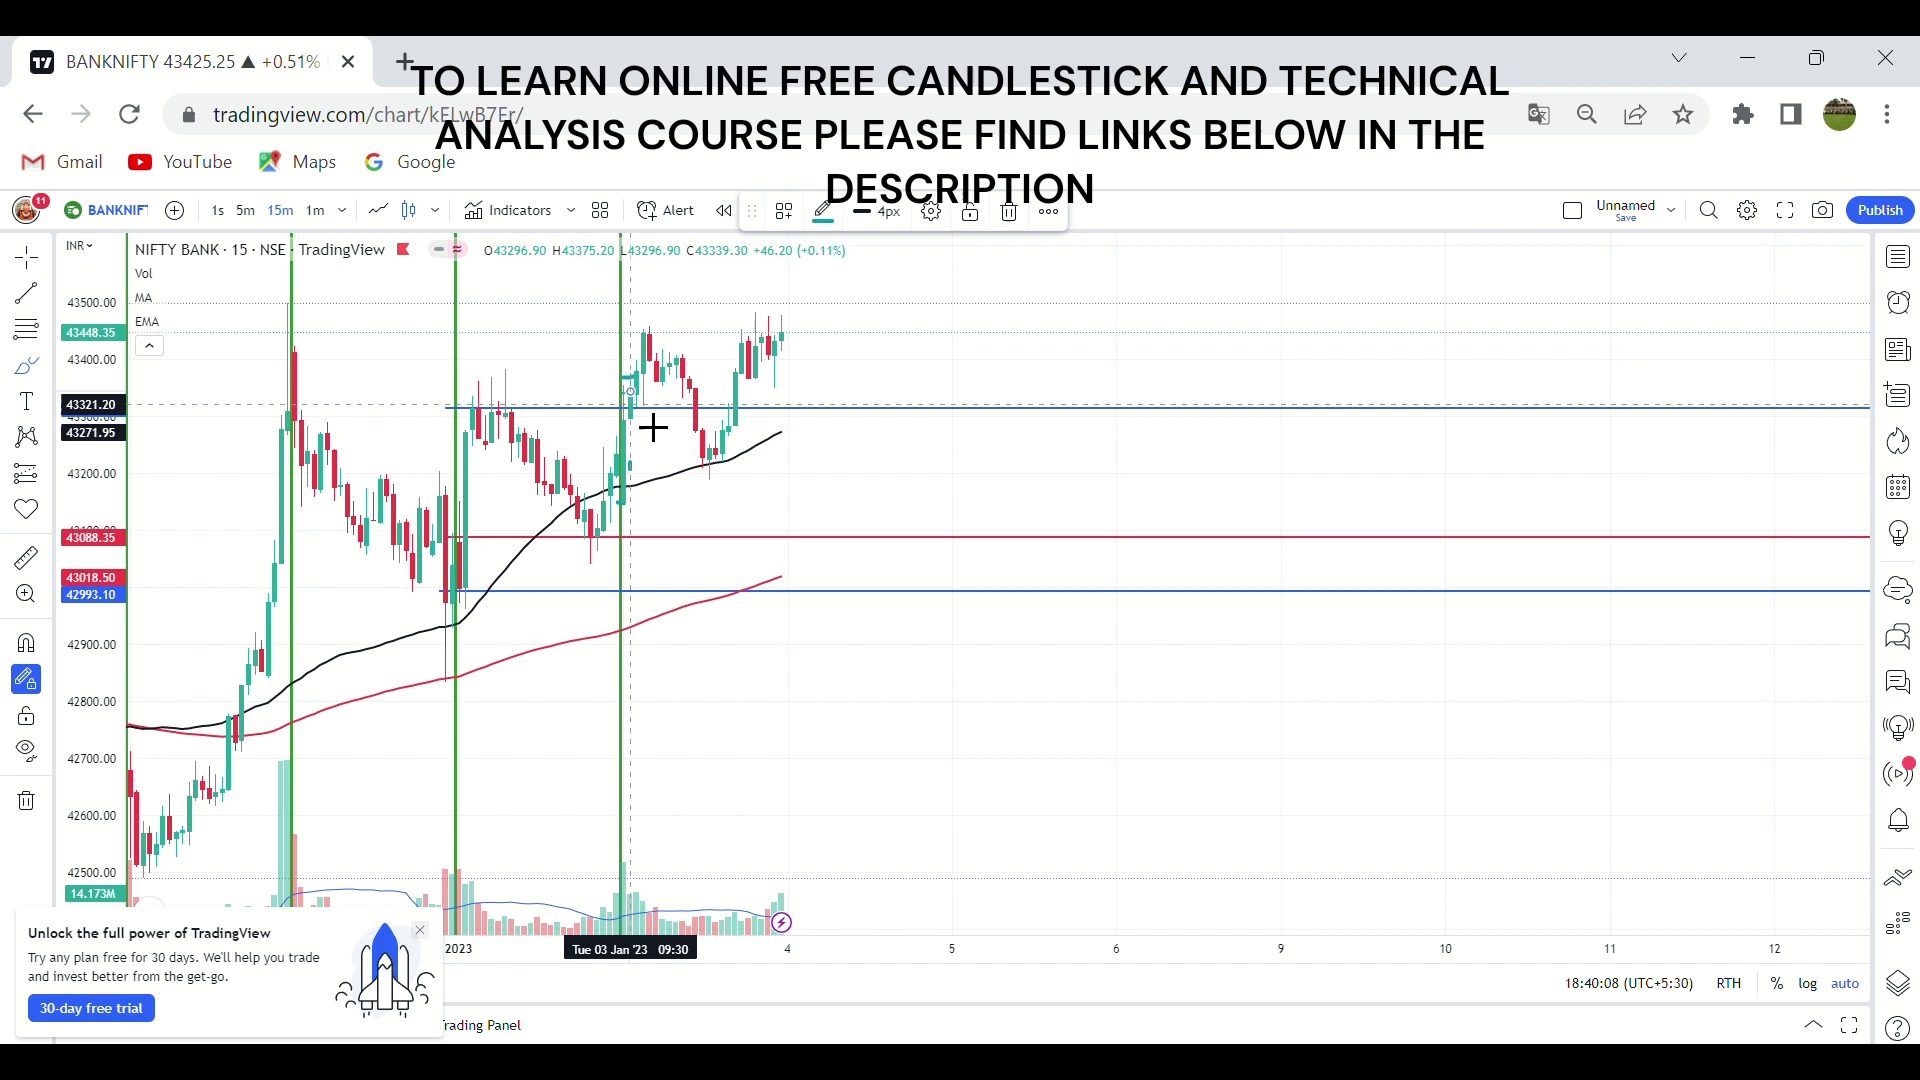 BANKNIFTY 43425.25 ▲ +0.51%
TO LEARN ONLINE FREE CANDLESTICK AND TECHNICAL
ANALYSIS COURSE PLEASE FIND LINKS BELOW IN THE
DESCRIPTION
tradingview.com/chart/kELwB7Er/
Gmail YouTube Maps Google
11 BANKNIF 1s 5m 15m 1m Indicators Alert 4px Unnamed Publish
Save
INR NIFTY BANK · 15 · NSE · TradingView O43296.90 H43375.20 L43296.90 C43339.30 +46.20 (+0.11%)
Vol
MA
EMA
43500.00
43448.35
43400.00
43321.20
43271.95
43200.00
43088.35
43018.50
42993.10
42900.00
42800.00
42700.00
42600.00
42500.00
14.173M
2023 Tue 03 Jan '23 09:30 4 5 6 9 10 11 12
Unlock the full power of TradingView
Try any plan free for 30 days. We'll help you trade
and invest better from the get-go.
30-day free trial
18:40:08 (UTC+5:30) RTH % log auto
rading Panel